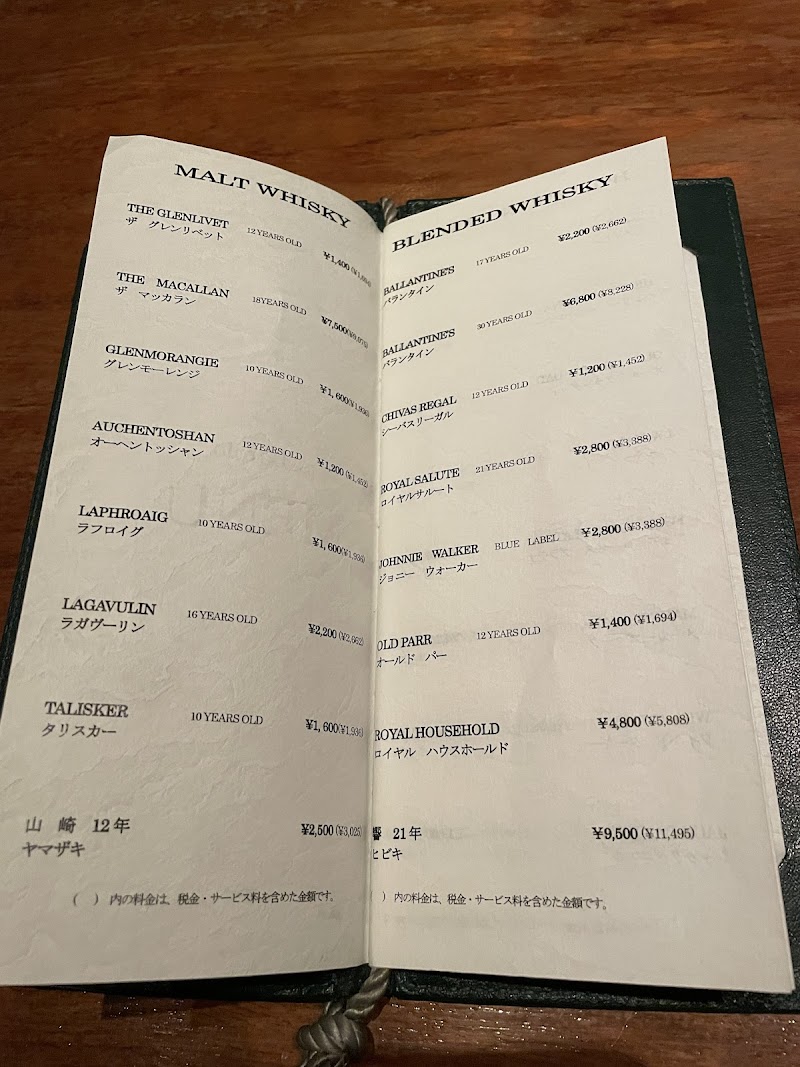 MALT WHISKY
THE GLENLIVET 12 YEARS OLD ¥1,400 (¥1,694)
ザ グレンリベット
THE MACALLAN 18YEARS OLD ¥7,500(¥9,075)
ザ マッカラン
GLENMORANGIE 10 YEARS OLD ¥1,600(¥1,936)
グレンモーレンジ
AUCHENTOSHAN 12 YEARS OLD ¥1,200(¥1,452)
オーヘントッシャン
LAPHROAIG 10 YEARS OLD ¥1,600(¥1,936)
ラフロイグ
LAGAVULIN 16 YEARS OLD ¥2,200(¥2,662)
ラガヴーリン
TALISKER 10 YEARS OLD ¥1,600(¥1,936)
タリスカー
山 崎 12年 ¥2,500(¥3,025)
ヤマザキ
( ) 内の料金は、税金・サービス料を含めた金額です。
BLENDED WHISKY
BALLANTINE'S 17 YEARS OLD ¥2,200 (¥2,662)
バランタイン
BALLANTINE'S 30 YEARS OLD ¥6,800 (¥8,228)
バランタイン
CHIVAS REGAL 12 YEARS OLD ¥1,200 (¥1,452)
シーバスリーガル
ROYAL SALUTE 21 YEARS OLD ¥2,800 (¥3,388)
ロイヤルサルート
JOHNNIE WALKER BLUE LABEL ¥2,800 (¥3,388)
ジョニー ウォーカー
OLD PARR 12 YEARS OLD ¥1,400 (¥1,694)
オールド パー
ROYAL HOUSEHOLD ¥4,800 (¥5,808)
ロイヤル ハウスホールド
響 21年 ¥9,500 (¥11,495)
ヒビキ
) 内の料金は、税金・サービス料を含めた金額です。